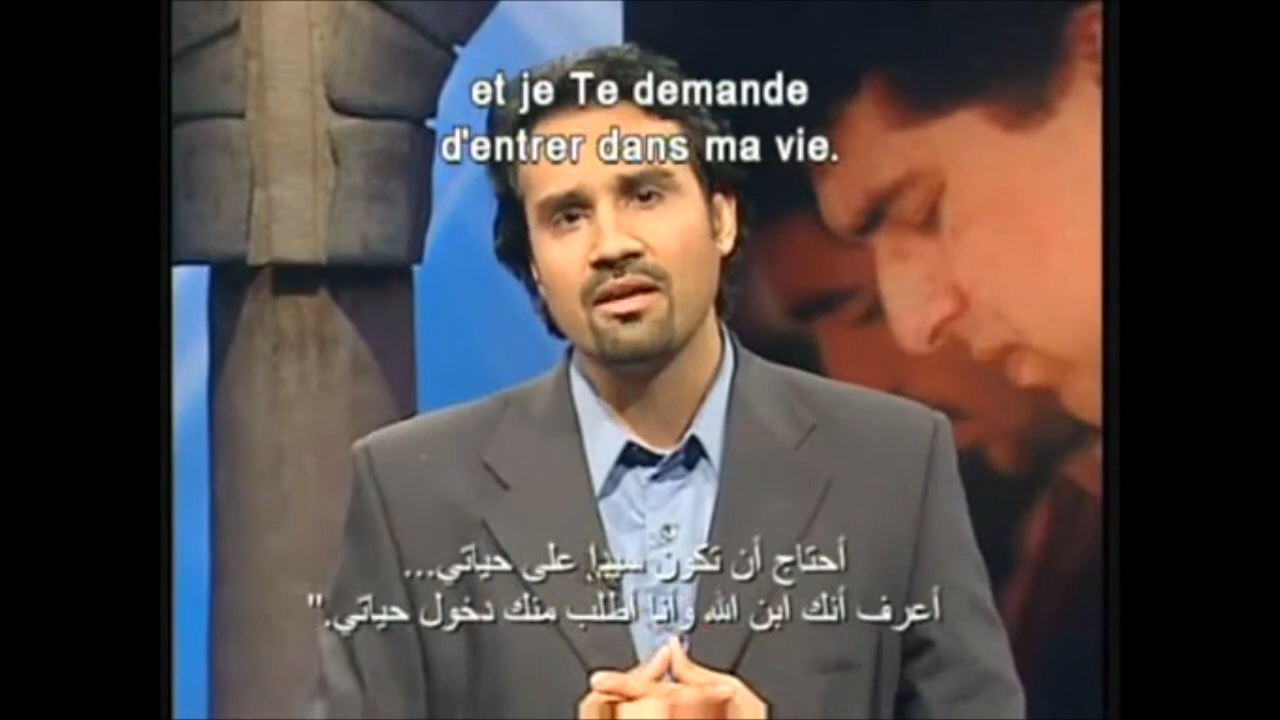 et je Te demande
d'entrer dans ma vie.
أحتاج أن تكون سيدا على حياتي...
أعرف أنك ابن الله وأنا أطلب منك دخول حياتي."